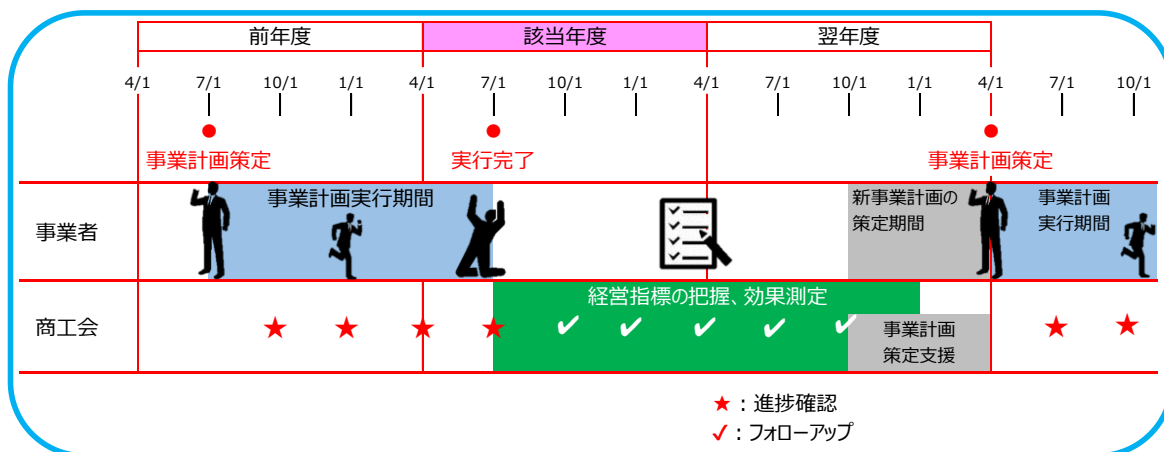 前年度 該当年度 翌年度
4/1 7/1 10/1 1/1 4/1 7/1 10/1 1/1 4/1 7/1 10/1 1/1 4/1 7/1 10/1
事業計画策定 実行完了 事業計画策定
事業者
事業計画実行期間
新事業計画の
策定期間
事業計画
実行期間
商工会
経営指標の把握、効果測定
事業計画
策定支援
★：進捗確認
✓：フォローアップ